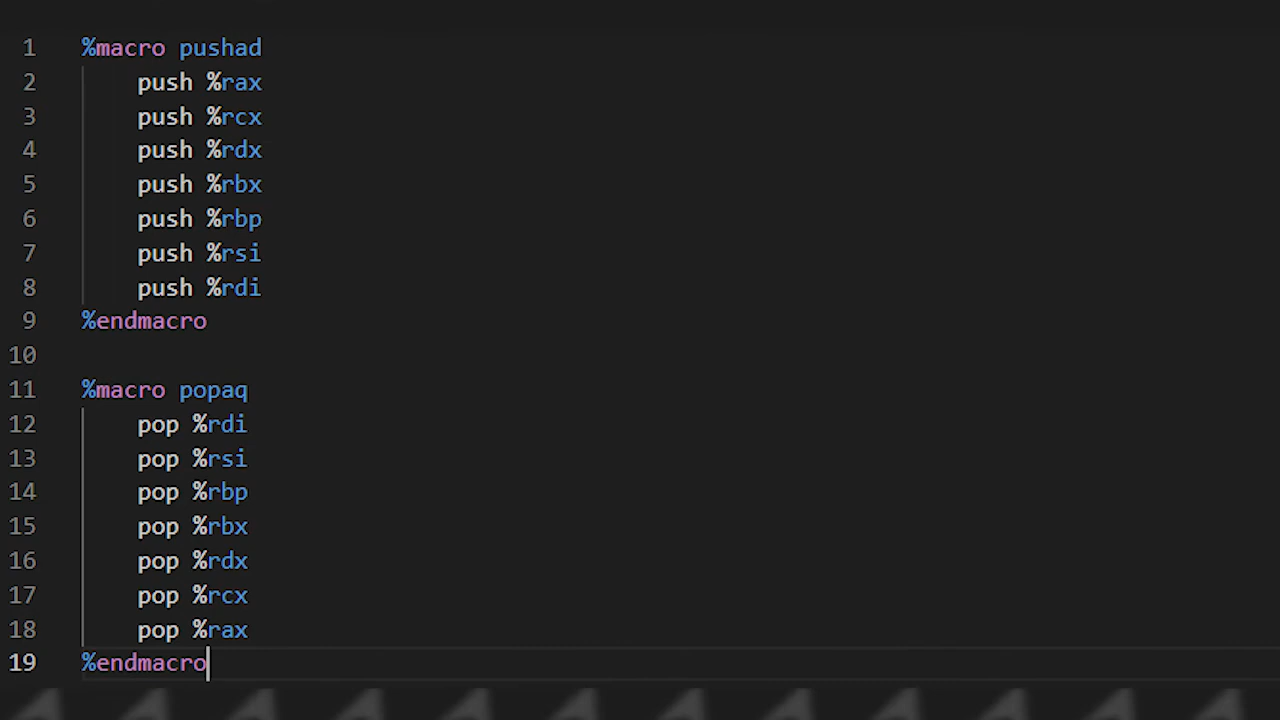 1 %macro pushad
2 push %rax
3 push %rcx
4 push %rdx
5 push %rbx
6 push %rbp
7 push %rsi
8 push %rdi
9 %endmacro
10
11 %macro popaq
12 pop %rdi
13 pop %rsi
14 pop %rbp
15 pop %rbx
16 pop %rdx
17 pop %rcx
18 pop %rax
19 %endmacro